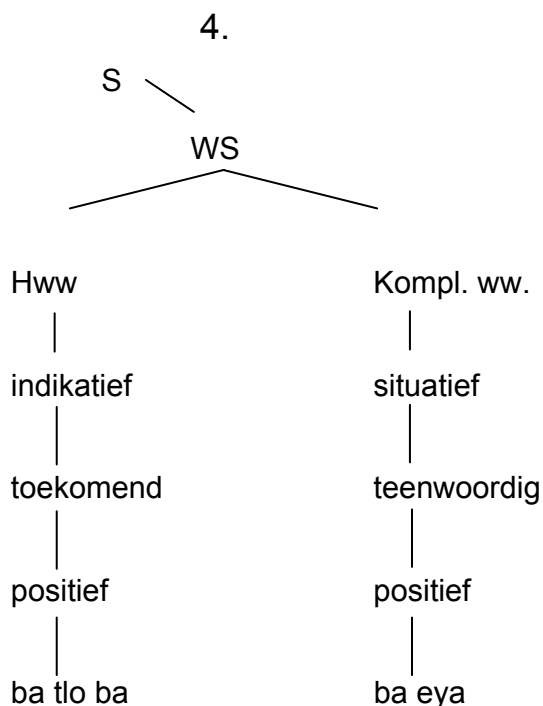 4.
S
WS
Hww Kompl. ww.
indikatief situatief
toekomend teenwoordig
positief positief
ba tlo ba ba eya